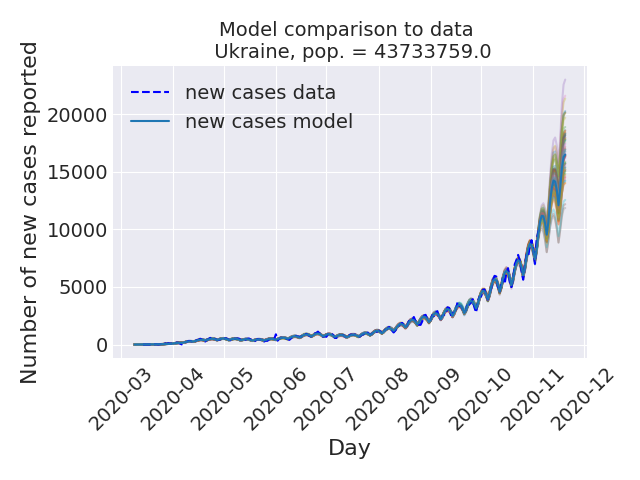 Model comparison to data
Ukraine, pop. = 43733759.0
Number of new cases reported
new cases data
new cases model
20000
15000
10000
5000
0
2020-03
2020-04
2020-05
2020-06
2020-07
2020-08
2020-09
2020-10
2020-11
2020-12
Day